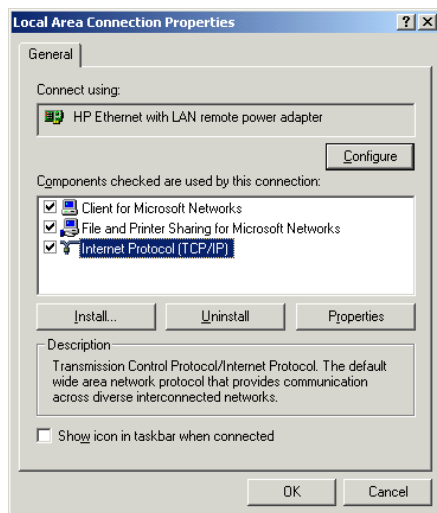 Local Area Connection Properties
General
Connect using:
HP Ethernet with LAN remote power adapter
Configure
Components checked are used by this connection:
Client for Microsoft Networks
File and Printer Sharing for Microsoft Networks
Internet Protocol (TCP/IP)
Install... Uninstall Properties
Description
Transmission Control Protocol/Internet Protocol. The default
wide area network protocol that provides communication
across diverse interconnected networks.
Show icon in taskbar when connected
OK Cancel